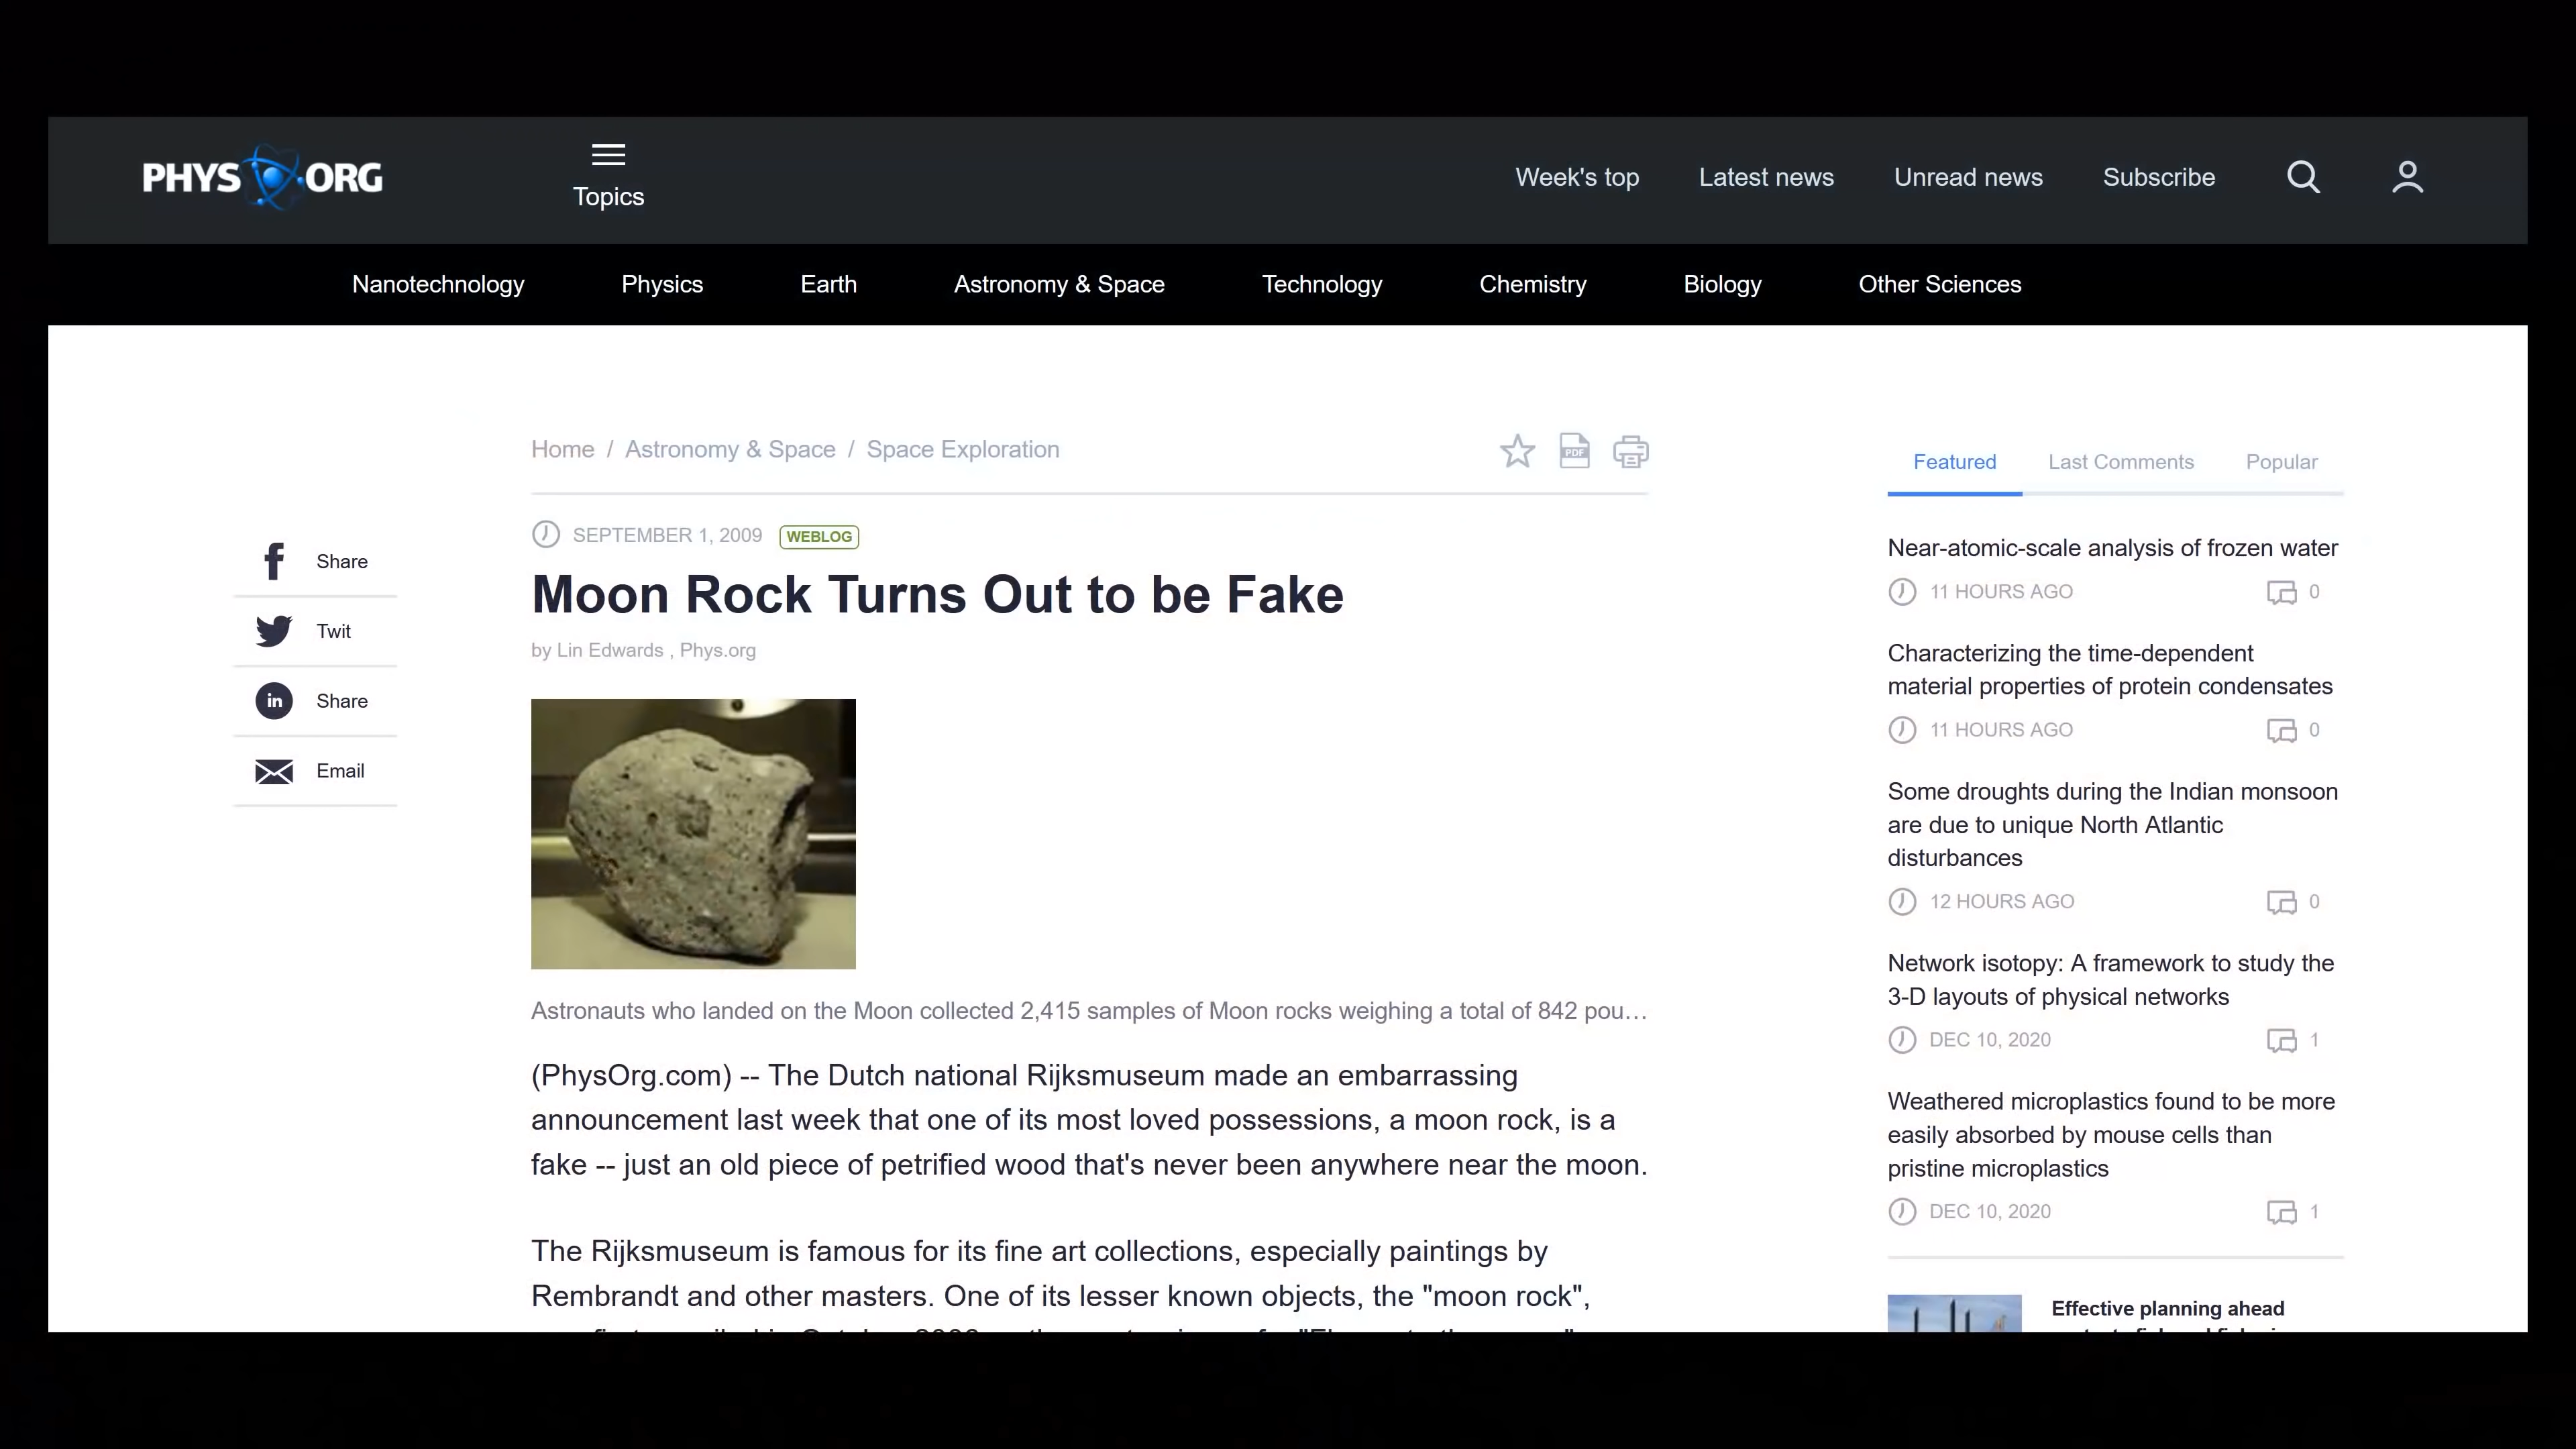 PHYS ORG
Topics
Week's top
Latest news
Unread news
Subscribe
Nanotechnology
Physics
Earth
Astronomy & Space
Technology
Chemistry
Biology
Other Sciences
Share
Twit
in
Share
Email
Home / Astronomy & Space / Space Exploration
PDF
SEPTEMBER 1, 2009 WEBLOG
Moon Rock Turns Out to be Fake
by Lin Edwards , Phys.org
Astronauts who landed on the Moon collected 2,415 samples of Moon rocks weighing a total of 842 pou…
(PhysOrg.com) -- The Dutch national Rijksmuseum made an embarrassing
announcement last week that one of its most loved possessions, a moon rock, is a
fake -- just an old piece of petrified wood that's never been anywhere near the moon.
The Rijksmuseum is famous for its fine art collections, especially paintings by
Rembrandt and other masters. One of its lesser known objects, the "moon rock",
Featured
Last Comments
Popular
Near-atomic-scale analysis of frozen water
11 HOURS AGO 0
Characterizing the time-dependent
material properties of protein condensates
11 HOURS AGO 0
Some droughts during the Indian monsoon
are due to unique North Atlantic
disturbances
12 HOURS AGO 0
Network isotopy: A framework to study the
3-D layouts of physical networks
DEC 10, 2020 1
Weathered microplastics found to be more
easily absorbed by mouse cells than
pristine microplastics
DEC 10, 2020 1
Effective planning ahead